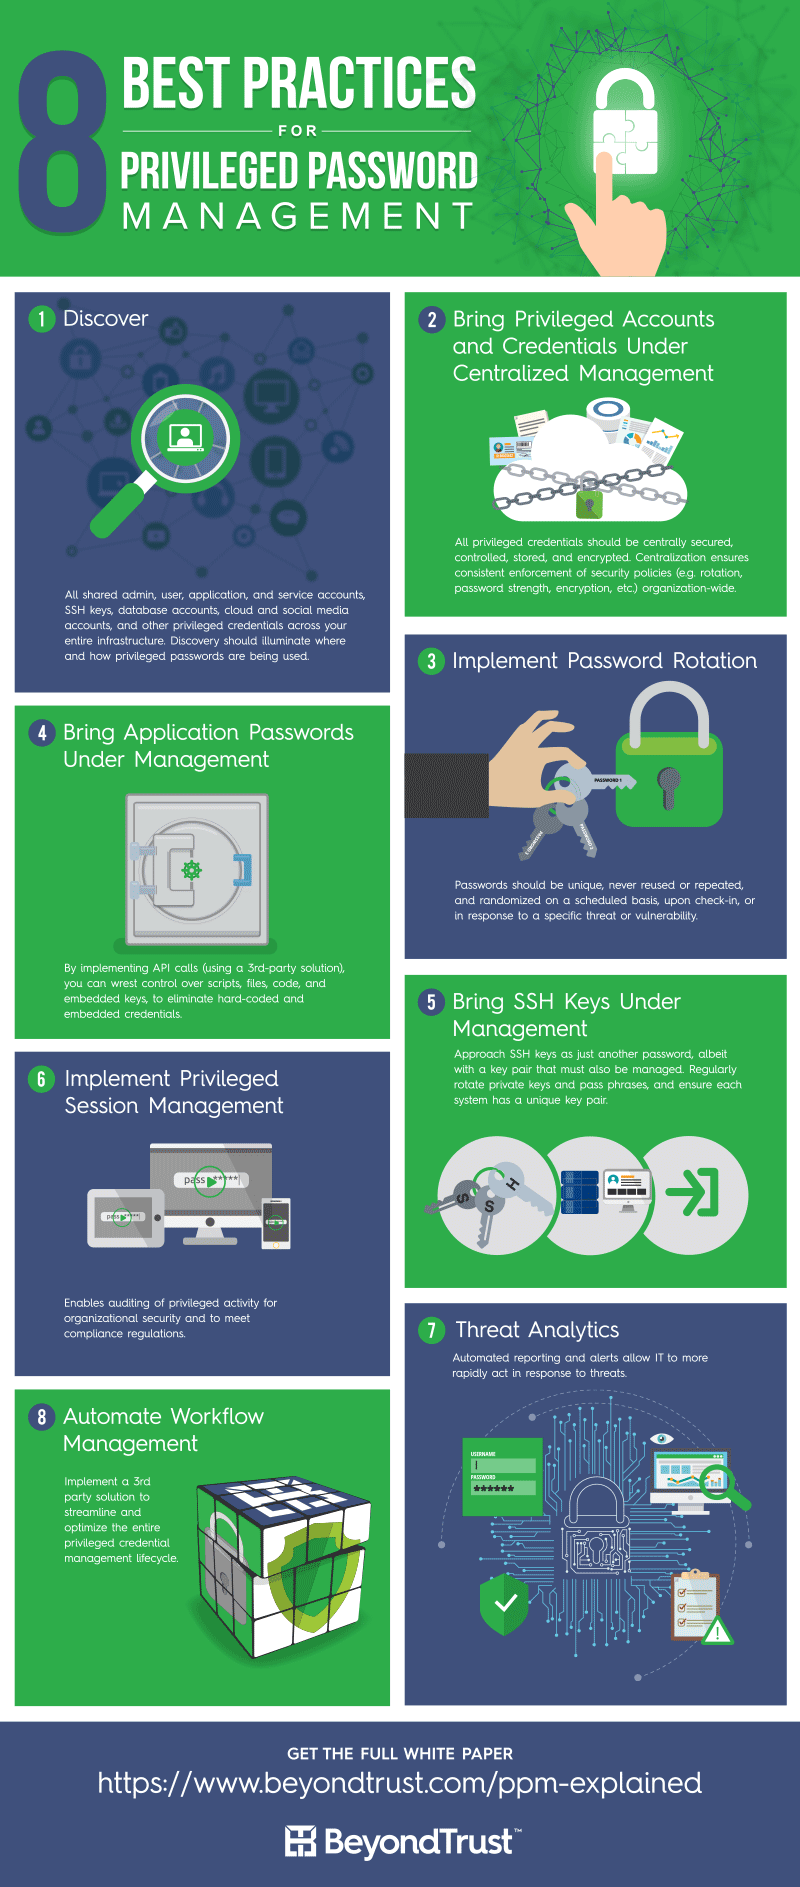 8
BEST PRACTICES
FOR
PRIVILEGED PASSWORD
MANAGEMENT
1 Discover
All shared admin, user, application, and service accounts,
SSH keys, database accounts, cloud and social media
accounts, and other privileged credentials across your
entire infrastructure. Discovery should illuminate where
and how privileged passwords are being used.
2 Bring Privileged Accounts
and Credentials Under
Centralized Management
All privileged credentials should be centrally secured,
controlled, stored, and encrypted. Centralization ensures
consistent enforcement of security policies (e.g. rotation,
password strength, encryption, etc.) organization-wide.
3 Implement Password Rotation
PASSWORD 1
PASSWORD 2
PASSWORD 3
Passwords should be unique, never reused or repeated,
and randomized on a scheduled basis, upon check-in, or
in response to a specific threat or vulnerability.
4 Bring Application Passwords
Under Management
By implementing API calls (using a 3rd-party solution),
you can wrest control over scripts, files, code, and
embedded keys, to eliminate hard-coded and
embedded credentials.
5 Bring SSH Keys Under
Management
Approach SSH keys as just another password, albeit
with a key pair that must also be managed. Regularly
rotate private keys and pass phrases, and ensure each
system has a unique key pair.
S
S
H
6 Implement Privileged
Session Management
pass *****|
pass *****|
Enables auditing of privileged activity for
organizational security and to meet
compliance regulations.
7 Threat Analytics
Automated reporting and alerts allow IT to more
rapidly act in response to threats.
USERNAME
PASSWORD
******
8 Automate Workflow
Management
Implement a 3rd
party solution to
streamline and
optimize the entire
privileged credential
management lifecycle.
GET THE FULL WHITE PAPER
https://www.beyondtrust.com/ppm-explained
BeyondTrust™